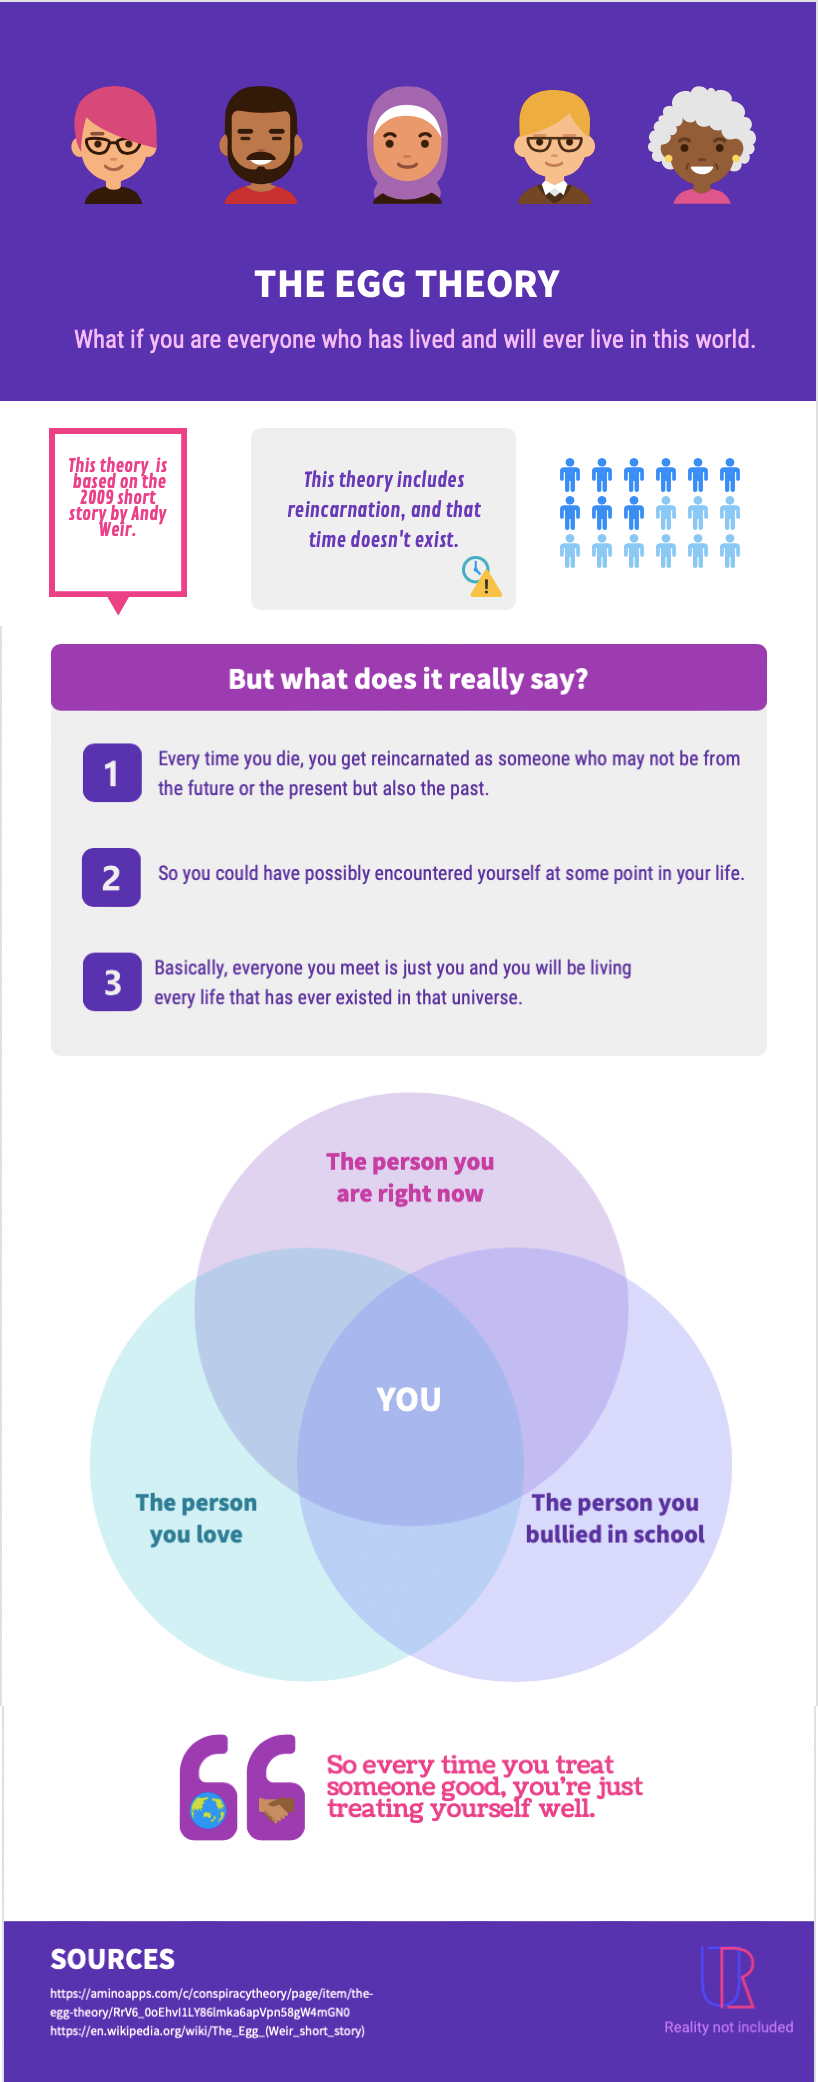 THE EGG THEORY
What if you are everyone who has lived and will ever live in this world.
This theory is
based on the
2009 short
story by Andy
Weir.
This theory includes
reincarnation, and that
time doesn't exist.
But what does it really say?
1
Every time you die, you get reincarnated as someone who may not be from
the future or the present but also the past.
2
So you could have possibly encountered yourself at some point in your life.
3
Basically, everyone you meet is just you and you will be living
every life that has ever existed in that universe.
The person you
are right now
YOU
The person
you love
The person you
bullied in school
So every time you treat
someone good, you're just
treating yourself well.
SOURCES
https://aminoapps.com/c/conspiracytheory/page/item/the-
egg-theory/RrV6_0oEhvI1LY86lmka6apVpn58gW4mGN0
https://en.wikipedia.org/wiki/The_Egg_(Weir_short_story)
UR
Reality not included